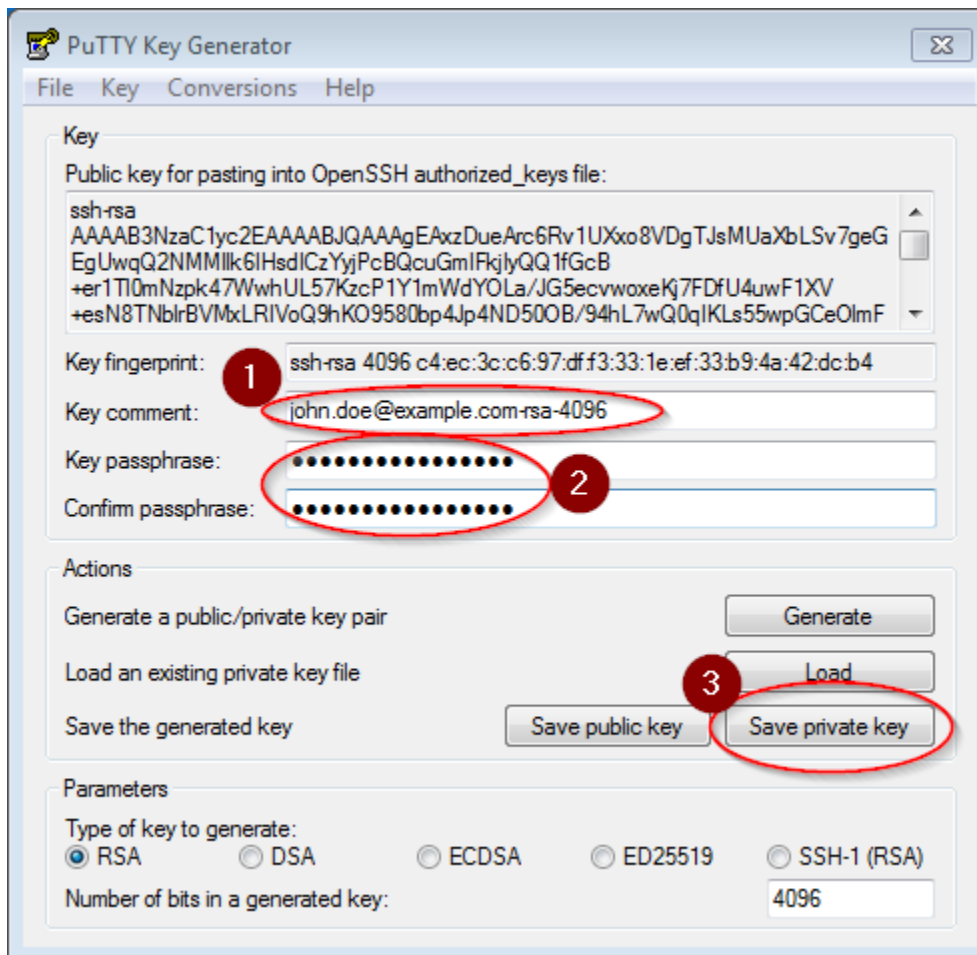 PuTTY Key Generator
File Key Conversions Help
Key
Public key for pasting into OpenSSH authorized_keys file:
ssh-rsa
AAAAB3NzaC1yc2EAAAABJQAAAgEAxzDueArc6Rv1UXxo8VDgTJsMUaXbLSv7geG
EgUwqQ2NMMIlk6IHsdICzYyjPcBQcuGmIFkjlyQQ1fGcB
+er1Tl0mNzpk47WwhUL57KzcP1Y1mWdYOLa/JG5ecvwoxeKj7FDfU4uwF1XV
+esN8TNblrBVMxLRIVoQ9hKO9580bp4Jp4ND50OB/94hL7wQ0qIKLs55wpGCeOlmF
Key fingerprint: ssh-rsa 4096 c4:ec:3c:c6:97:df:f3:33:1e:ef:33:b9:4a:42:dc:b4
1
Key comment: john.doe@example.com-rsa-4096
Key passphrase: ●●●●●●●●●●●●●●●●
2
Confirm passphrase: ●●●●●●●●●●●●●●●●
Actions
Generate a public/private key pair Generate
Load an existing private key file Load
3
Save the generated key Save public key Save private key
Parameters
Type of key to generate:
RSA DSA ECDSA ED25519 SSH-1 (RSA)
Number of bits in a generated key: 4096